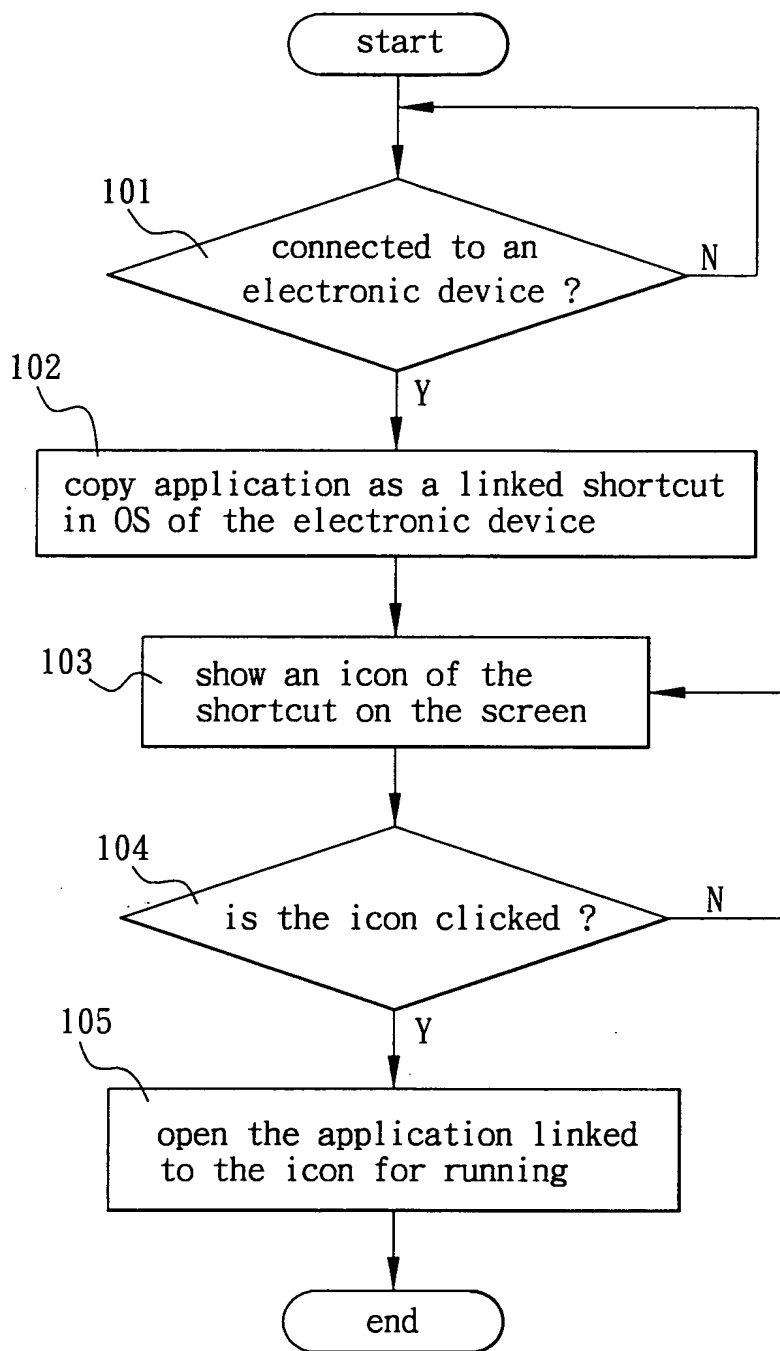 start
101
connected to an
electronic device ?
N
Y
102
copy application as a linked shortcut
in OS of the electronic device
103
show an icon of the
shortcut on the screen
104
is the icon clicked ?
N
Y
105
open the application linked
to the icon for running
end